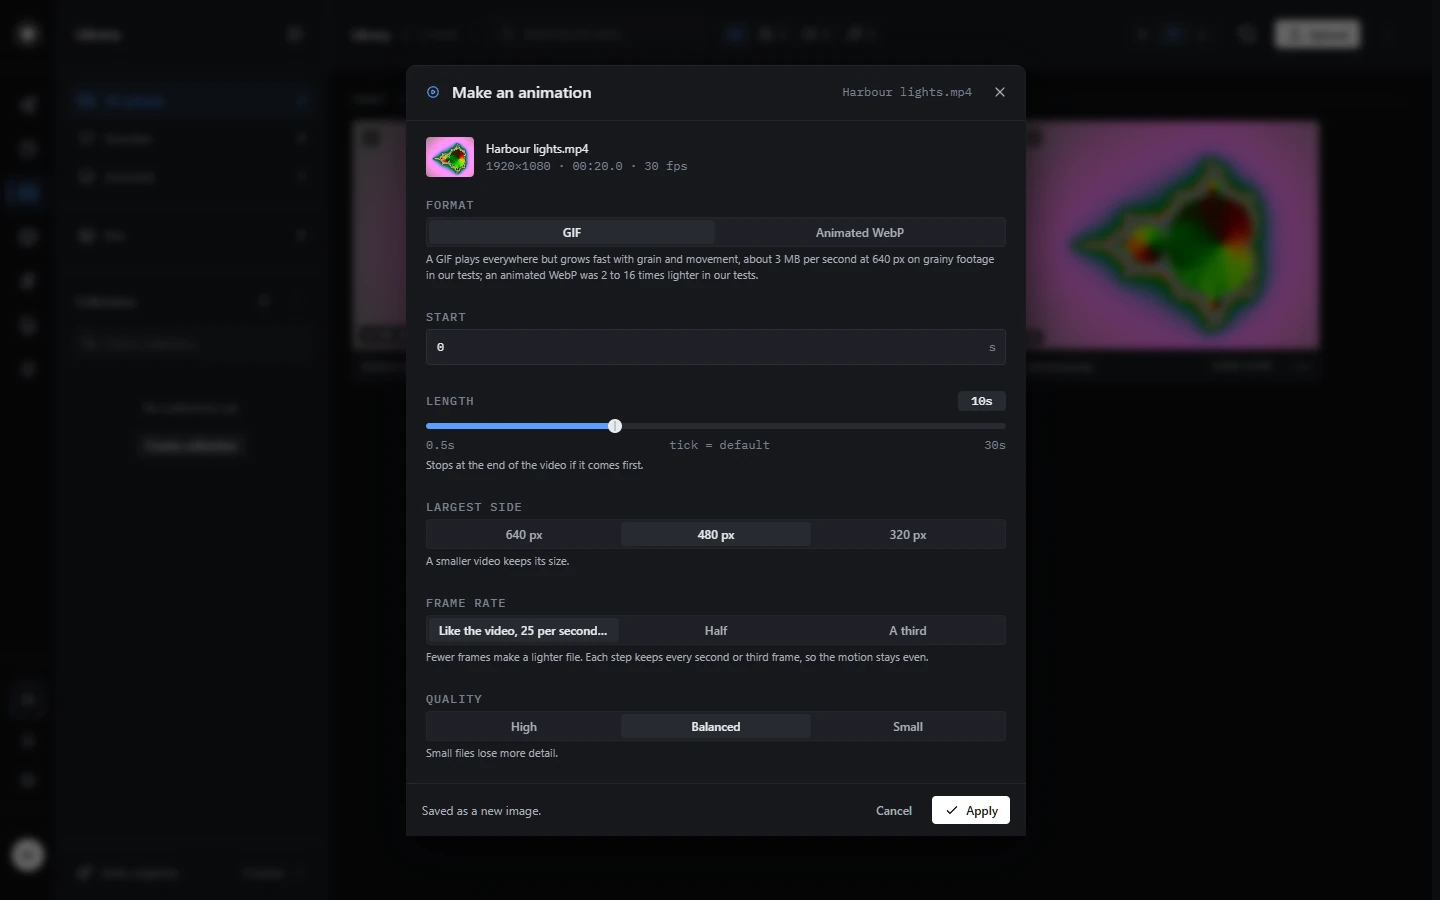 Make an animation
Harbour lights.mp4
Harbour lights.mp4
1920×1080 · 00:20.0 · 30 fps
FORMAT
GIF
Animated WebP
A GIF plays everywhere but grows fast with grain and movement, about 3 MB per second at 640 px on grainy footage
in our tests; an animated WebP was 2 to 16 times lighter in our tests.
START
0
s
LENGTH
10s
0.5s
tick = default
30s
Stops at the end of the video if it comes first.
LARGEST SIDE
640 px
480 px
320 px
A smaller video keeps its size.
FRAME RATE
Like the video, 25 per second...
Half
A third
Fewer frames make a lighter file. Each step keeps every second or third frame, so the motion stays even.
QUALITY
High
Balanced
Small
Small files lose more detail.
Saved as a new image.
Cancel
Apply